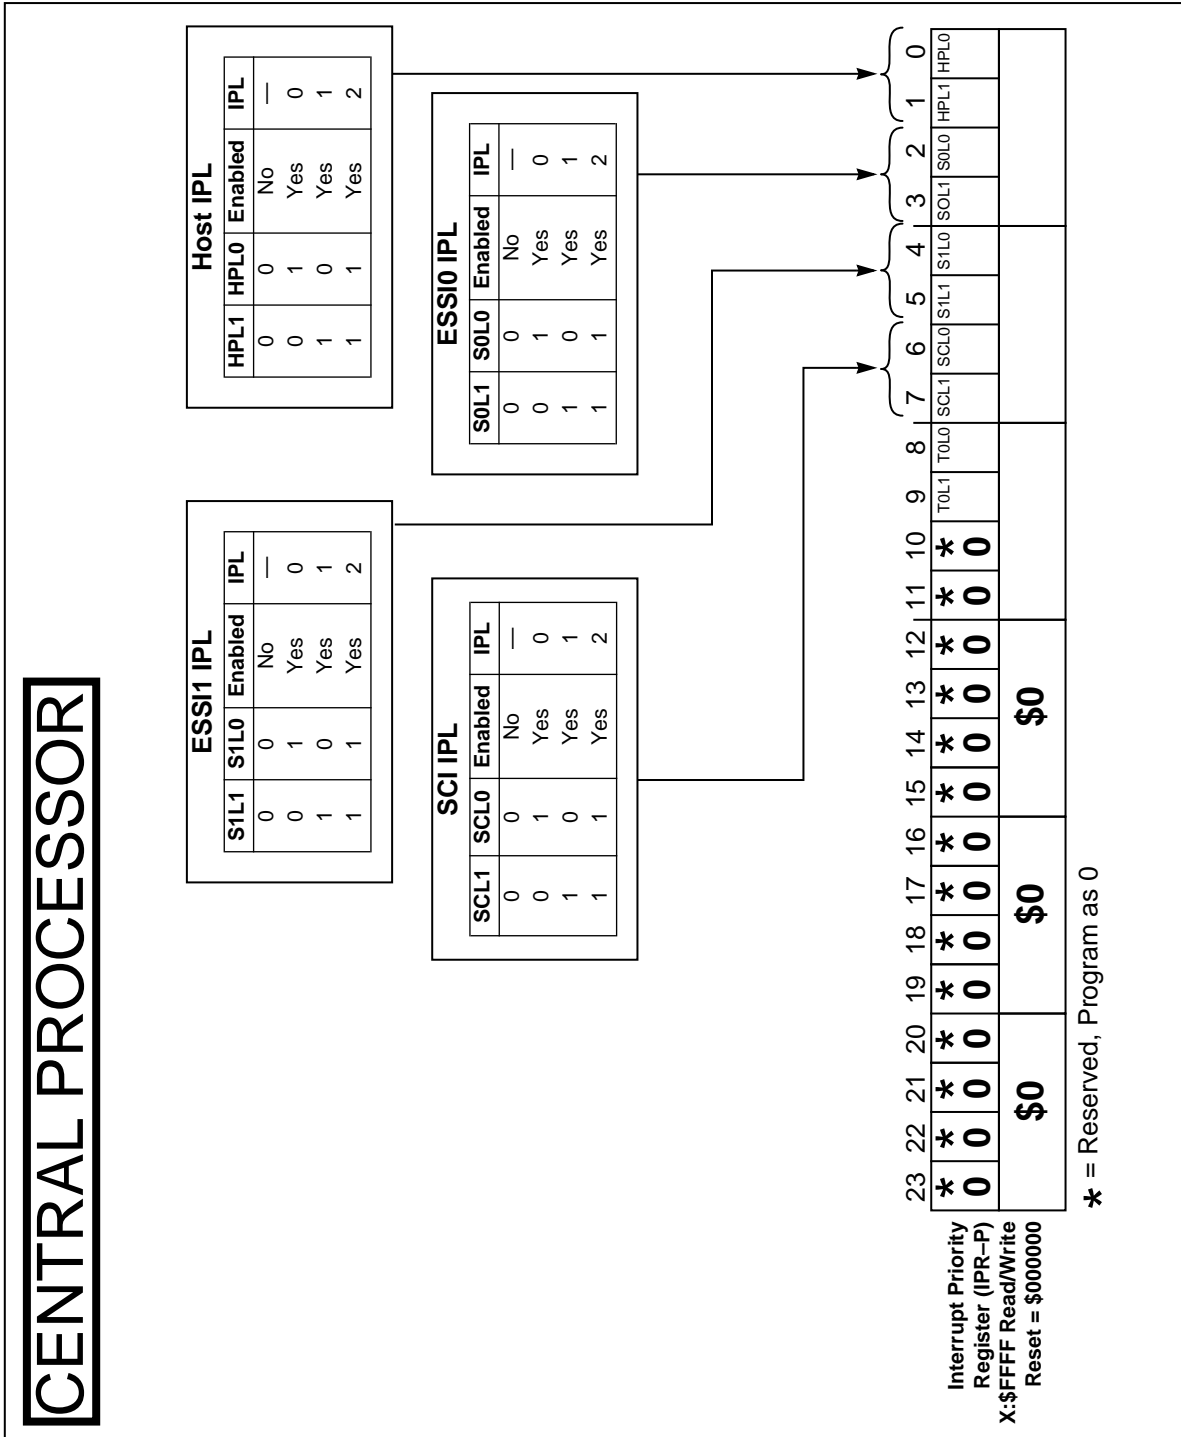 CENTRAL PROCESSOR
ESSI1 IPL
S1L1 S1L0 Enabled IPL
0 0 No —
0 1 Yes 0
1 0 Yes 1
1 1 Yes 2
Host IPL
HPL1 HPL0 Enabled IPL
0 0 No —
0 1 Yes 0
1 0 Yes 1
1 1 Yes 2
SCI IPL
SCL1 SCL0 Enabled IPL
0 0 No —
0 1 Yes 0
1 0 Yes 1
1 1 Yes 2
ESSI0 IPL
S0L1 S0L0 Enabled IPL
0 0 No —
0 1 Yes 0
1 0 Yes 1
1 1 Yes 2
23 22 21 20 19 18 17 16 15 14 13 12 11 10 9 8 7 6 5 4 3 2 1 0
* * * * * * * * * * * * * * T0L1 T0L0 SCL1 SCL0 S1L1 S1L0 SOL1 S0L0 HPL1 HPL0
0 0 0 0 0 0 0 0 0 0 0 0 0 0
$0 $0 $0
Interrupt Priority
Register (IPR–P)
X:$FFFF Read/Write
Reset = $000000
* = Reserved, Program as 0